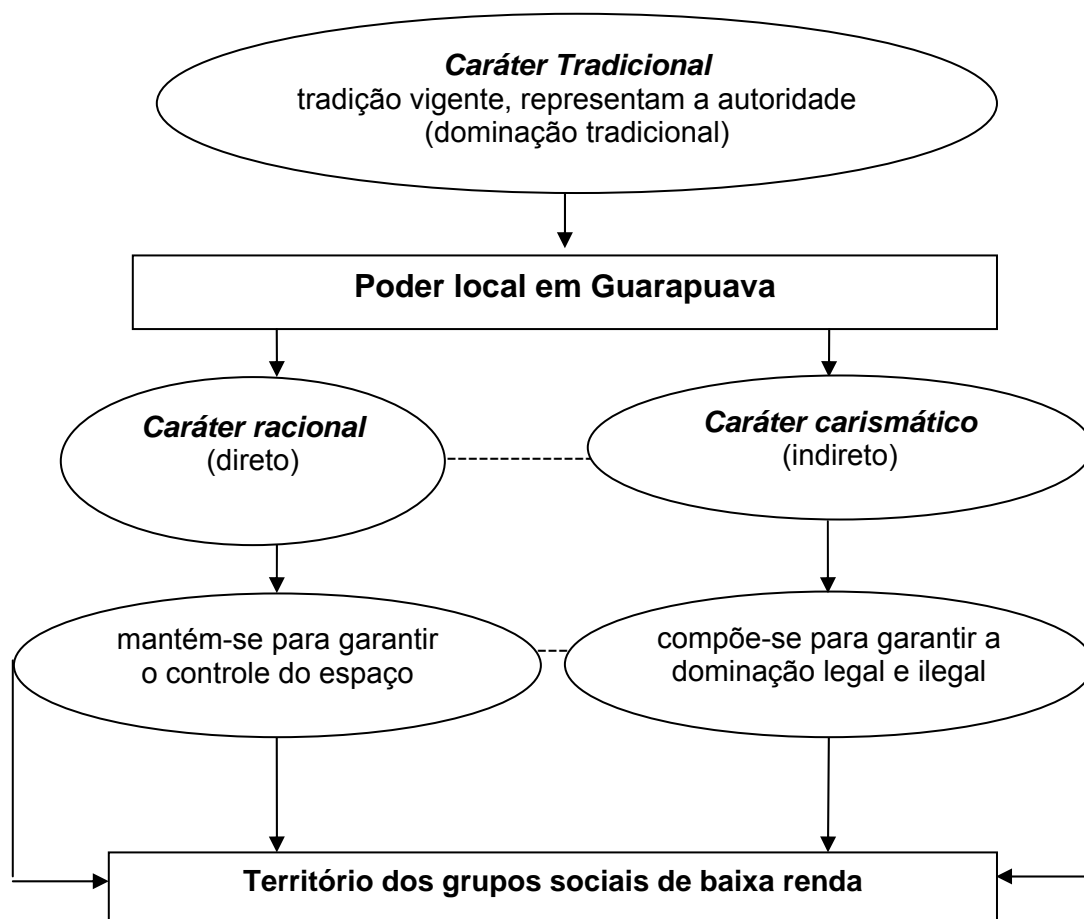 Caráter Tradicional
tradição vigente, representam a autoridade
(dominação tradicional)
Poder local em Guarapuava
Caráter racional
(direto)
Caráter carismático
(indireto)
mantém-se para garantir
o controle do espaço
compõe-se para garantir a
dominação legal e ilegal
Território dos grupos sociais de baixa renda